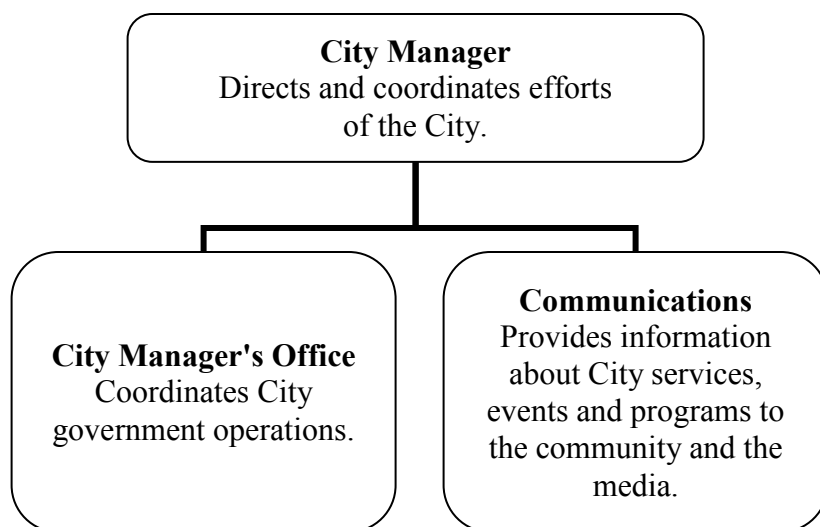 City Manager
Directs and coordinates efforts
of the City.
City Manager's Office
Coordinates City
government operations.
Communications
Provides information
about City services,
events and programs to
the community and the
media.